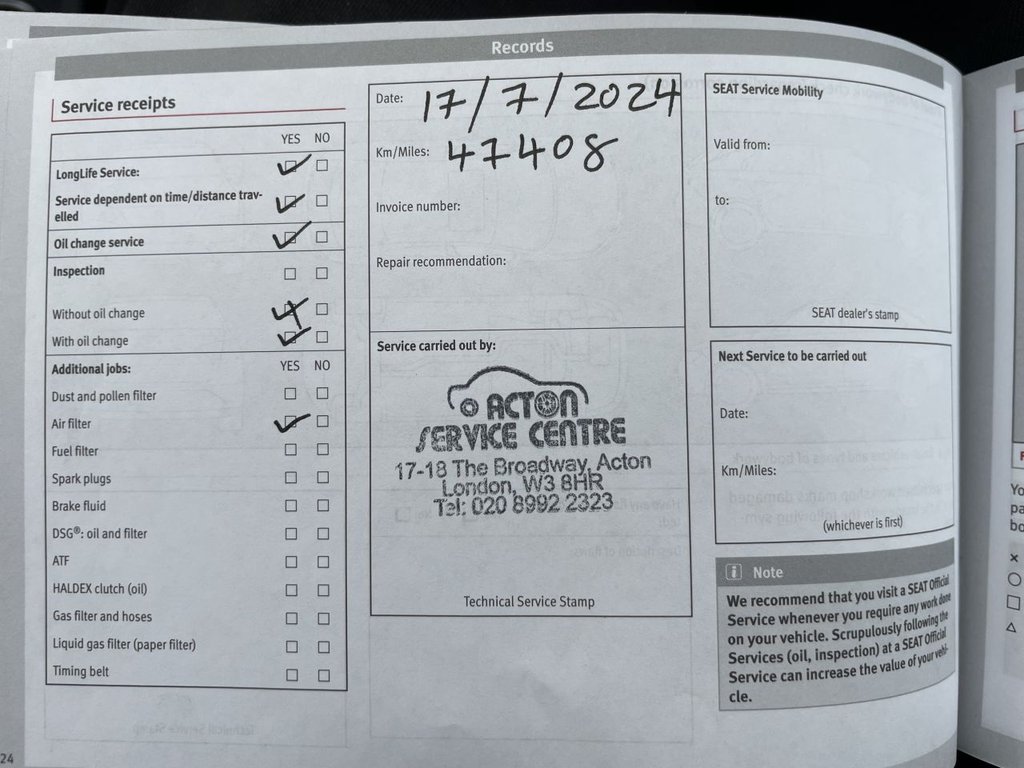 Records
Service receipts
YES NO
LongLife Service:
Service dependent on time/distance trav-
elled
Oil change service
Inspection
Without oil change
With oil change
Additional jobs: YES NO
Dust and pollen filter
Air filter
Fuel filter
Spark plugs
Brake fluid
DSG®: oil and filter
ATF
HALDEX clutch (oil)
Gas filter and hoses
Liquid gas filter (paper filter)
Timing belt
24
Date: 17/7/2024
Km/Miles: 47408
Invoice number:
Repair recommendation:
Service carried out by:
ACTON
SERVICE CENTRE
17-18 The Broadway, Acton
London, W3 8HR
Tel: 020 8992 2323
Technical Service Stamp
SEAT Service Mobility
Valid from:
to:
SEAT dealer's stamp
Next Service to be carried out
Date:
Km/Miles:
(whichever is first)
i Note
We recommend that you visit a SEAT Official
Service whenever you require any work done
on your vehicle. Scrupulously following the
Services (oil, inspection) at a SEAT Official
Service can increase the value of your vehi-
cle.